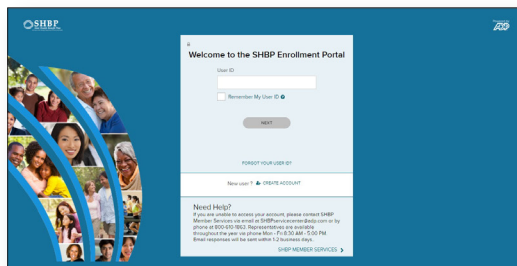 SHBP
ADP
Welcome to the SHBP Enrollment Portal
User ID
Remember My User ID
NEXT
FORGOT YOUR USER ID?
New user ? CREATE ACCOUNT
Need Help?
If you are unable to access your account, please contact SHBP
Member Services via email at SHBPservicecenter@adp.com or by
phone at 800-610-1863. Representatives are available
throughout the year via phone Mon - Fri 8:30 AM - 5:00 PM.
Email responses will be sent within 1-2 business days.
SHBP MEMBER SERVICES